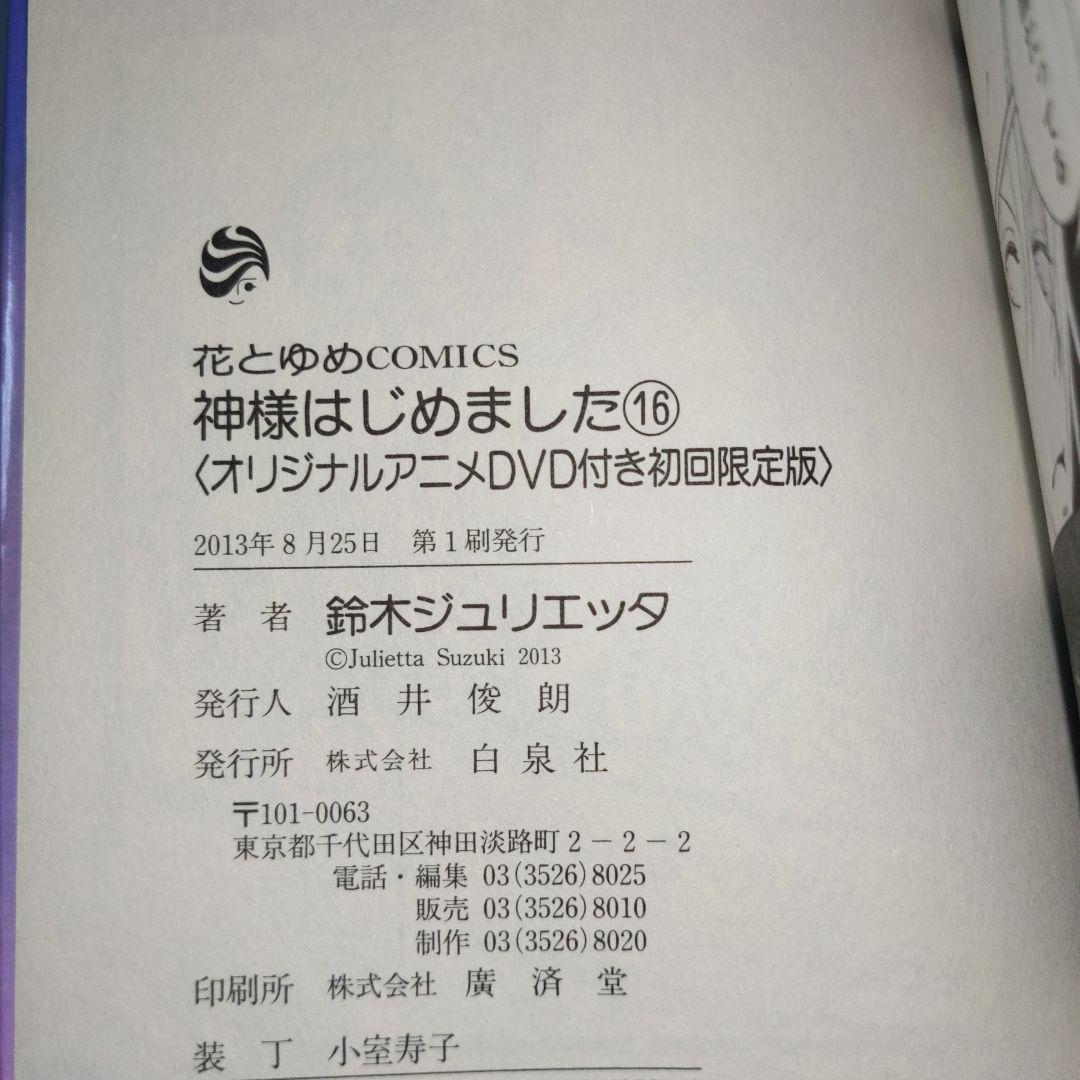 花とゆめCOMICS
神様はじめました⑯
〈オリジナルアニメDVD付き初回限定版〉
2013年8月25日　第1刷発行
著　者　鈴木ジュリエッタ
©Julietta Suzuki 2013
発行人　酒井俊朗
発行所　株式会社　白泉社
〒101-0063
東京都千代田区神田淡路町2－2－2
電話・編集 03(3526)8025
販売 03(3526)8010
制作 03(3526)8020
印刷所　株式会社　廣済堂
装　丁　小室寿子